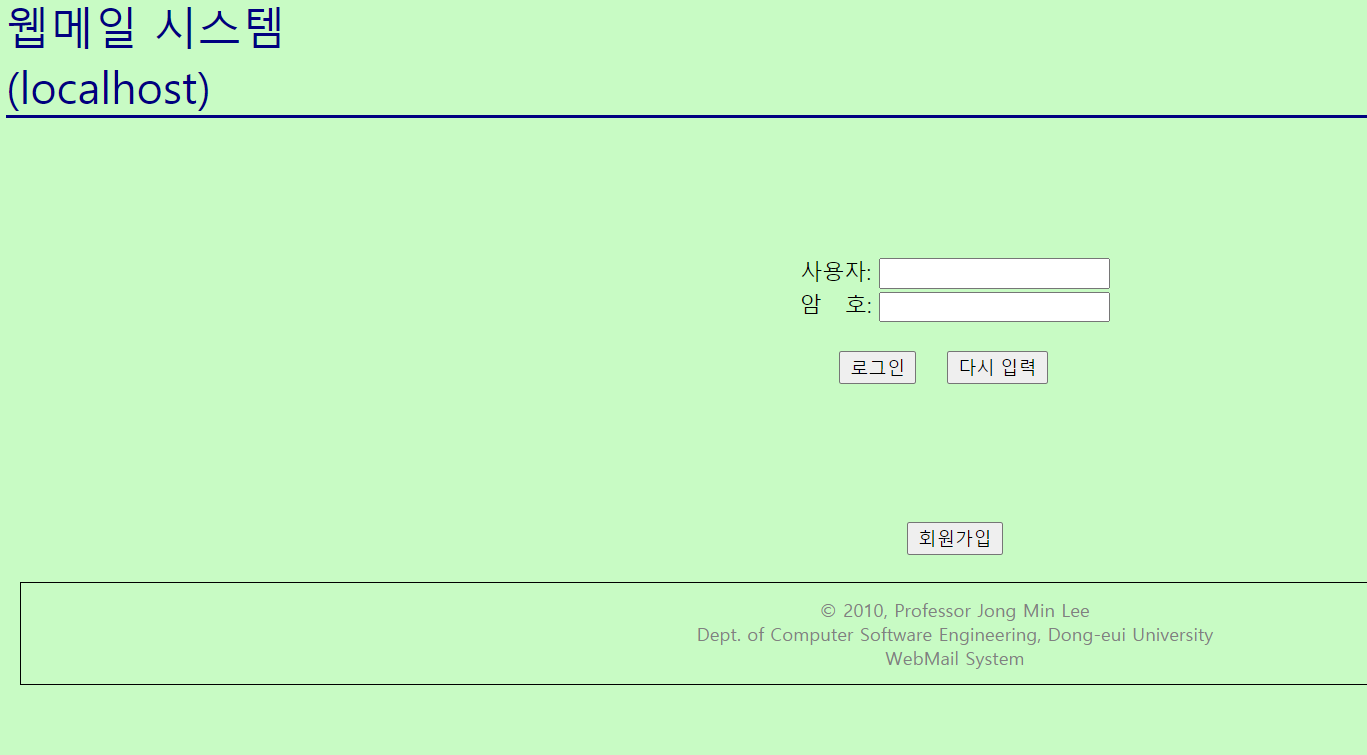 웹메일 시스템
(localhost)
사용자:
암 호:
로그인 다시 입력
회원가입
© 2010, Professor Jong Min Lee
Dept. of Computer Software Engineering, Dong-eui University
WebMail System